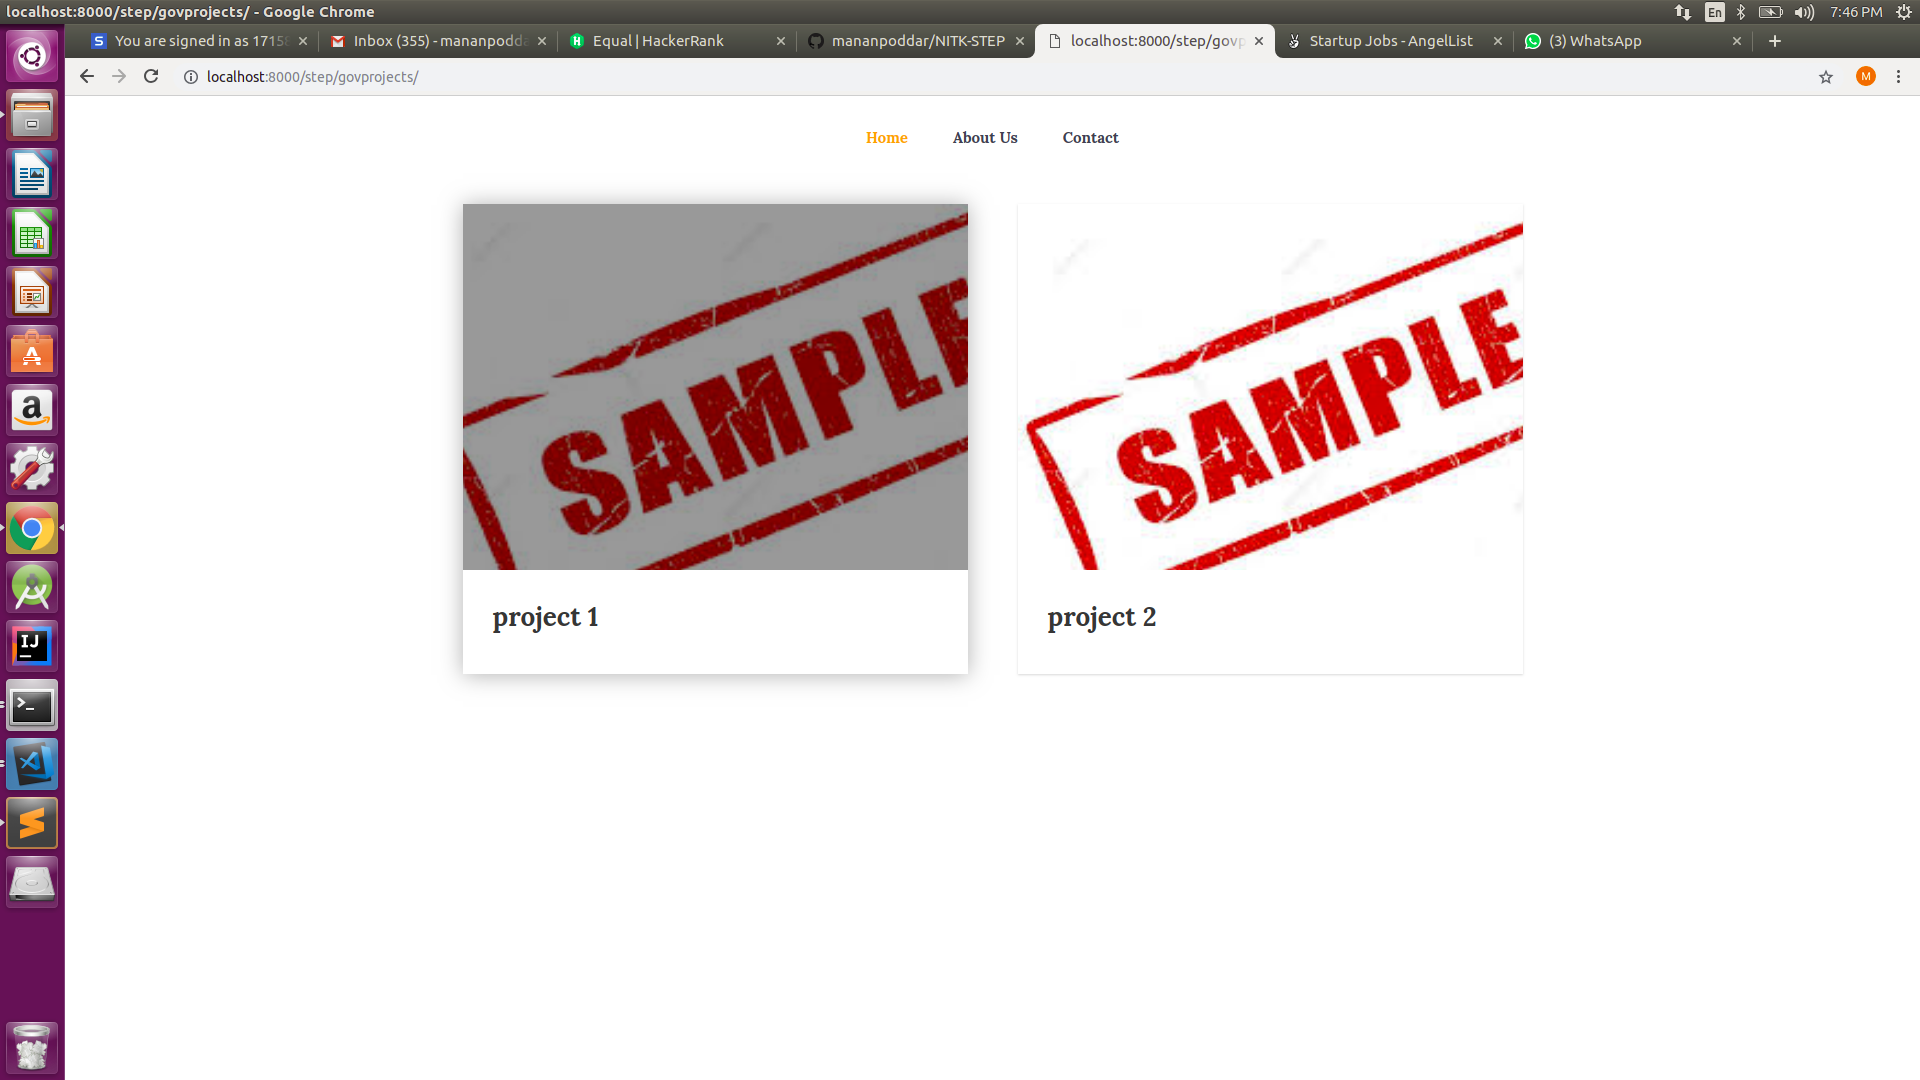 localhost:8000/step/govprojects/ - Google Chrome
En
7:46 PM
You are signed in as 1715
Inbox (355) - mananpodd
Equal | HackerRank
mananpoddar/NITK-STEP
localhost:8000/step/govp
Startup Jobs - AngelList
(3) WhatsApp
localhost:8000/step/govprojects/
M
Home
About Us
Contact
SAMPLE
SAMPLE
project 1
project 2